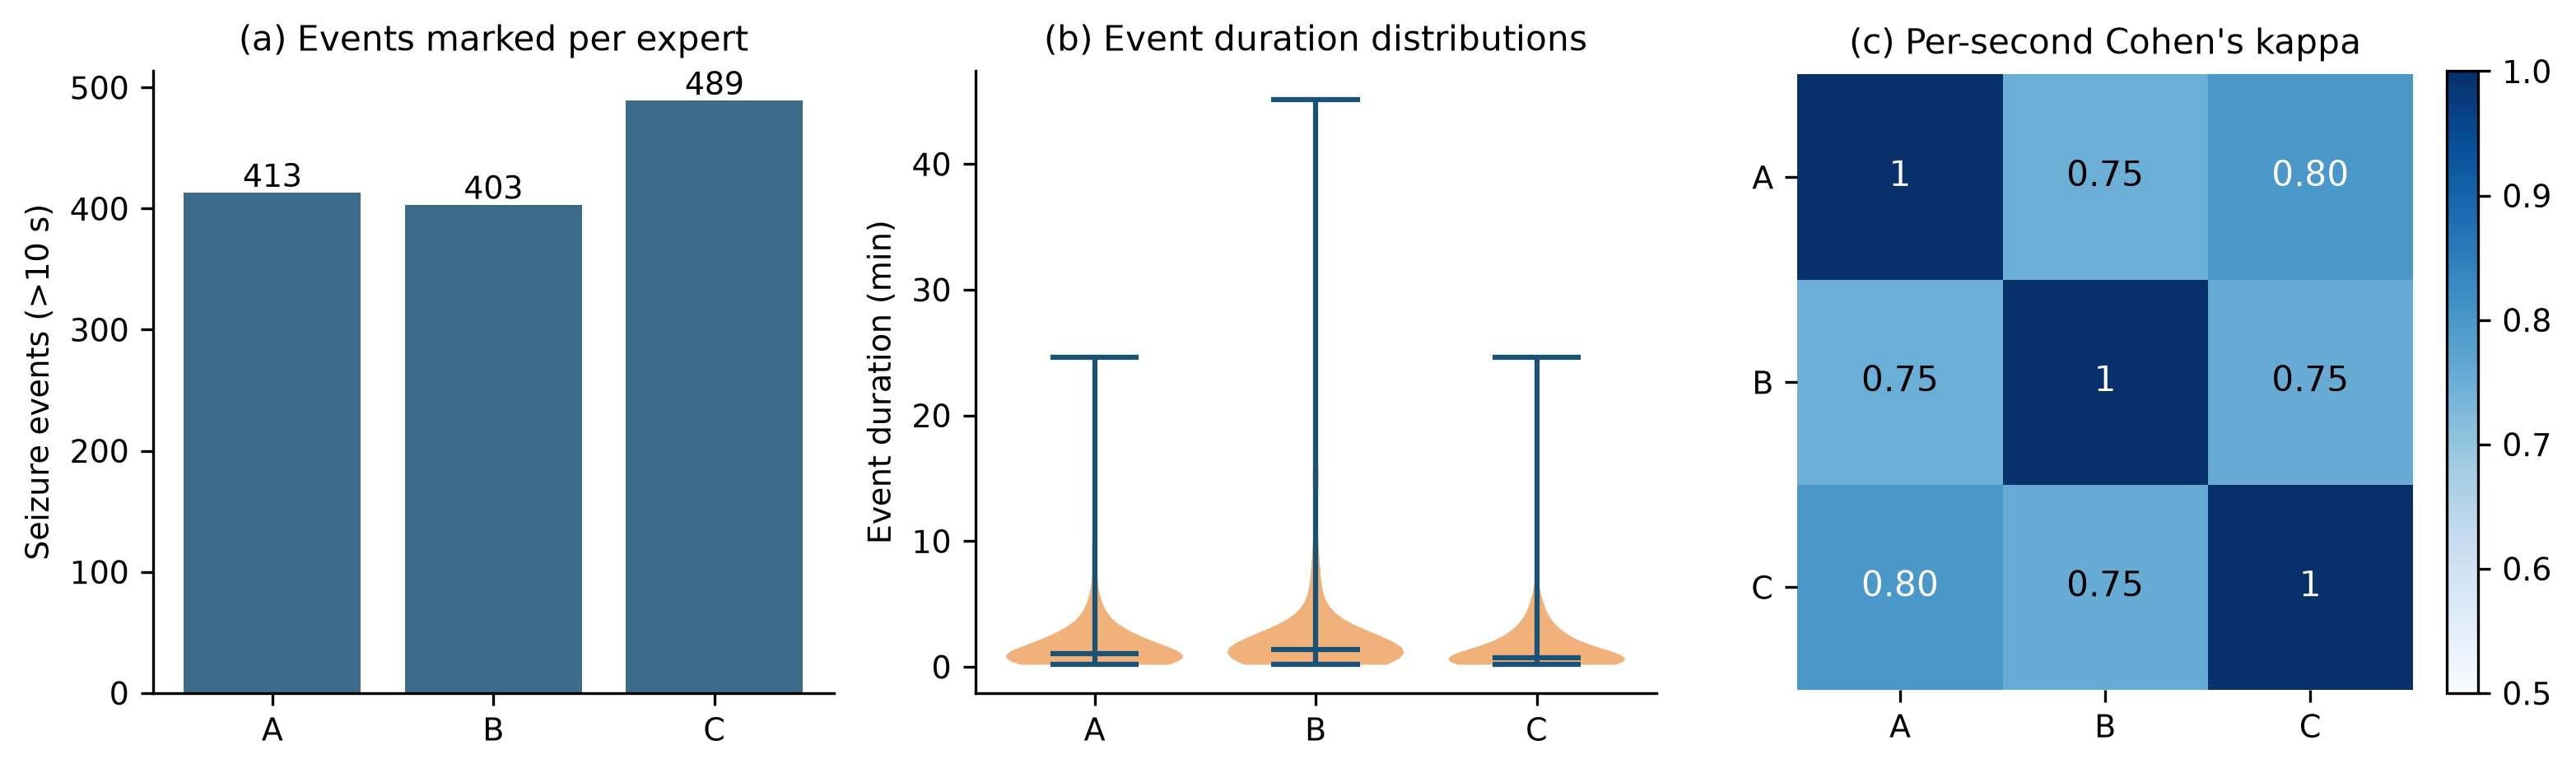 (a) Events marked per expert
Seizure events (>10 s)
500
400
300
200
100
0
413
403
489
A
B
C
(b) Event duration distributions
Event duration (min)
40
30
20
10
0
A
B
C
(c) Per-second Cohen's kappa
A
B
C
1
0.75
0.80
0.75
1
0.75
0.80
0.75
1
A
B
C
1.0
0.9
0.8
0.7
0.6
0.5